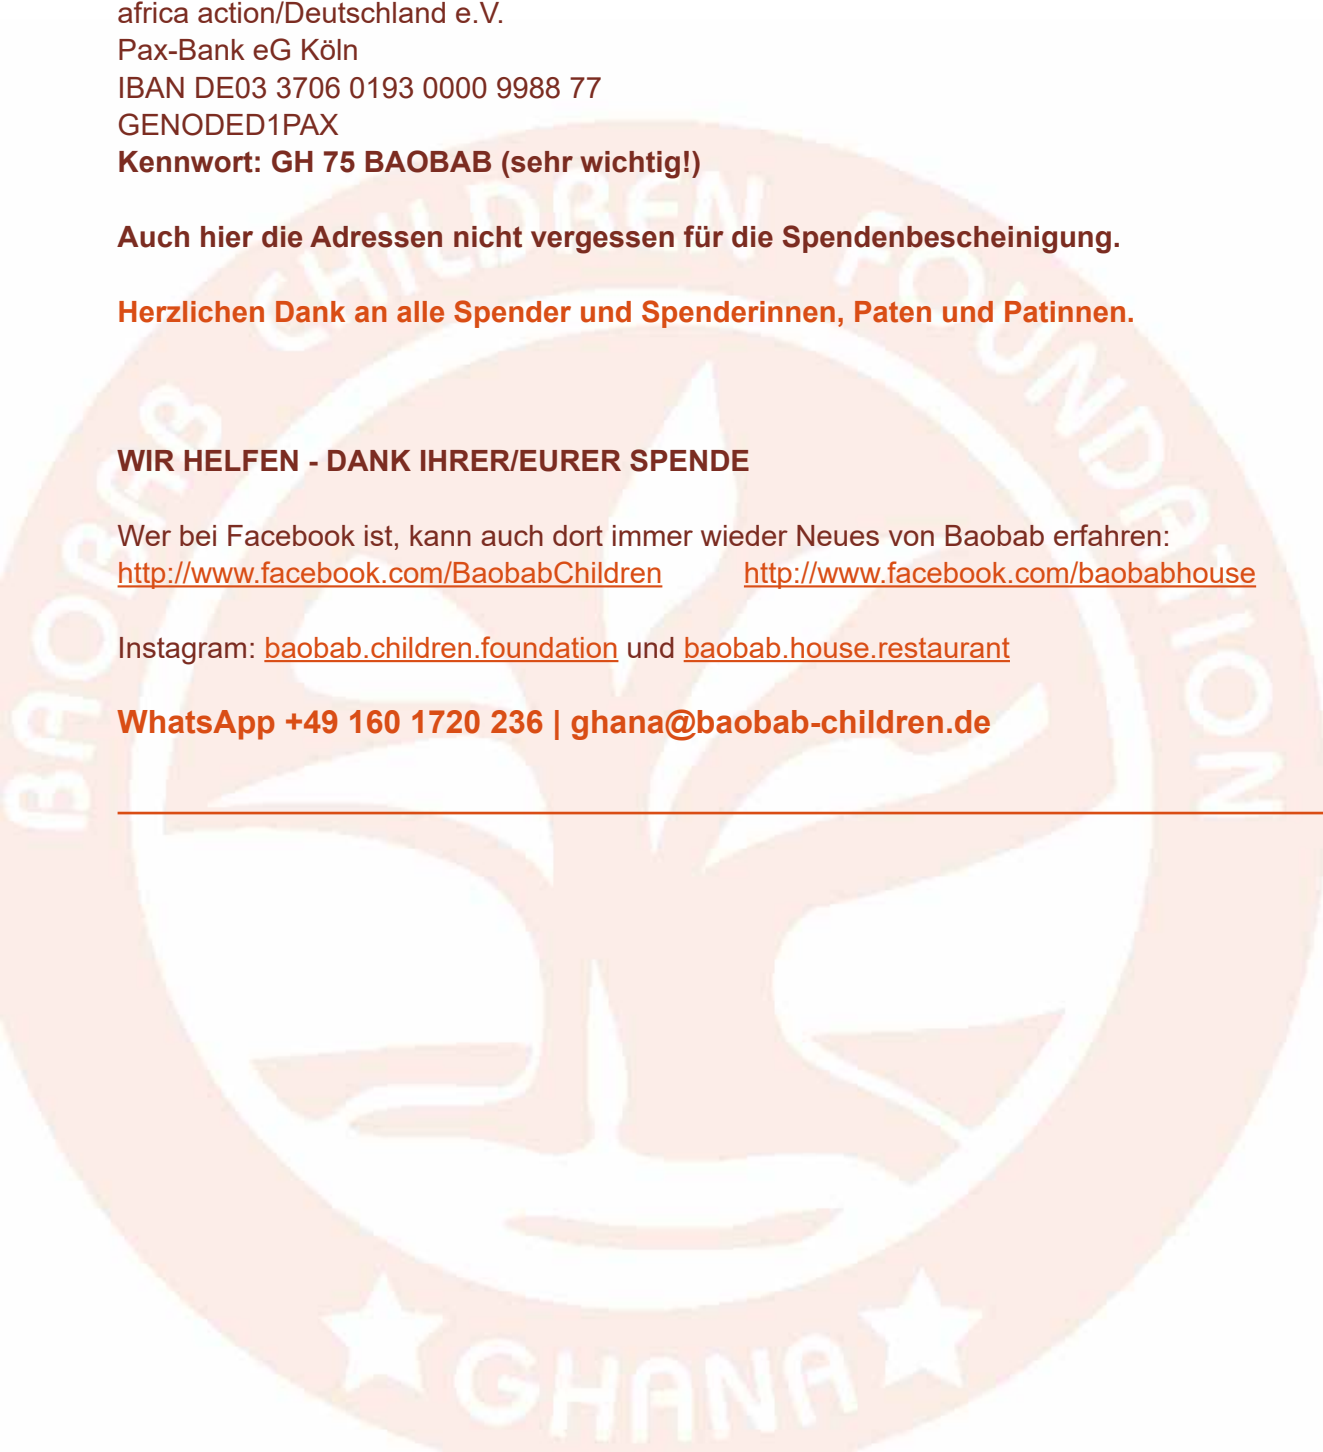 africa action/Deutschland e.V.
Pax-Bank eG Köln
IBAN DE03 3706 0193 0000 9988 77
GENODED1PAX
Kennwort: GH 75 BAOBAB (sehr wichtig!)
Auch hier die Adressen nicht vergessen für die Spendenbescheinigung.
Herzlichen Dank an alle Spender und Spenderinnen, Paten und Patinnen.
WIR HELFEN - DANK IHRER/EURER SPENDE
Wer bei Facebook ist, kann auch dort immer wieder Neues von Baobab erfahren:
http://www.facebook.com/BaobabChildren http://www.facebook.com/baobabhouse
Instagram: baobab.children.foundation und baobab.house.restaurant
WhatsApp +49 160 1720 236 | ghana@baobab-children.de
BAOBAB CHILDREN FOUNDATION
GHANA